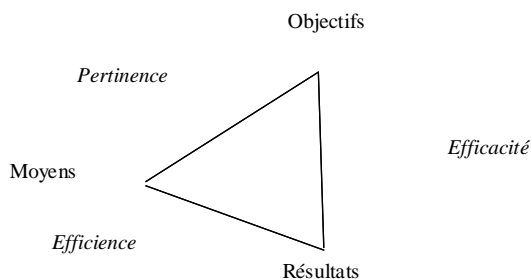 Objectifs
Pertinence
Efficacité
Moyens
Efficience
Résultats